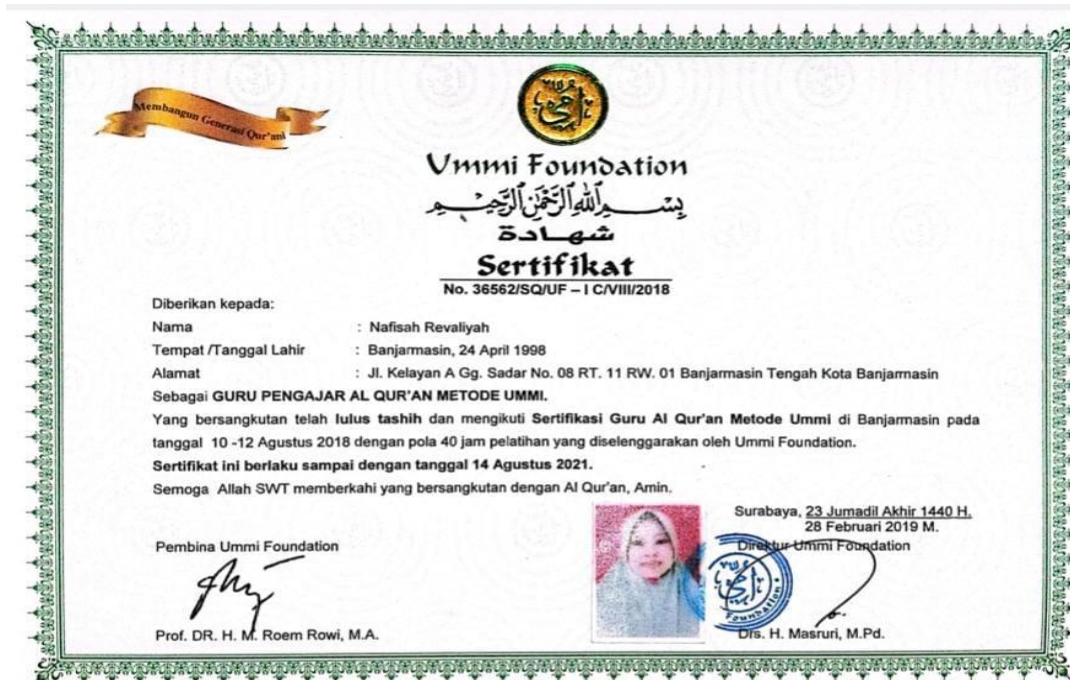 Membangun Generasi Qur'ani
أمي
Ummi Foundation
بِسْمِ اللَّهِ الرَّحْمَٰنِ الرَّحِيمِ
شهادة
Sertifikat
No. 36562/SQ/UF – I C/VIII/2018
Diberikan kepada:
Nama : Nafisah Revaliyah
Tempat /Tanggal Lahir : Banjarmasin, 24 April 1998
Alamat : Jl. Kelayan A Gg. Sadar No. 08 RT. 11 RW. 01 Banjarmasin Tengah Kota Banjarmasin
Sebagai GURU PENGAJAR AL QUR'AN METODE UMMI.
Yang bersangkutan telah lulus tashih dan mengikuti Sertifikasi Guru Al Qur'an Metode Ummi di Banjarmasin pada
tanggal 10 -12 Agustus 2018 dengan pola 40 jam pelatihan yang diselenggarakan oleh Ummi Foundation.
Sertifikat ini berlaku sampai dengan tanggal 14 Agustus 2021.
Semoga Allah SWT memberkahi yang bersangkutan dengan Al Qur'an, Amin.
Surabaya, 23 Jumadil Akhir 1440 H.
28 Februari 2019 M.
Pembina Ummi Foundation
Direktur Ummi Foundation
أمي
Foundation
Prof. DR. H. M. Roem Rowi, M.A.
Drs. H. Masruri, M.Pd.